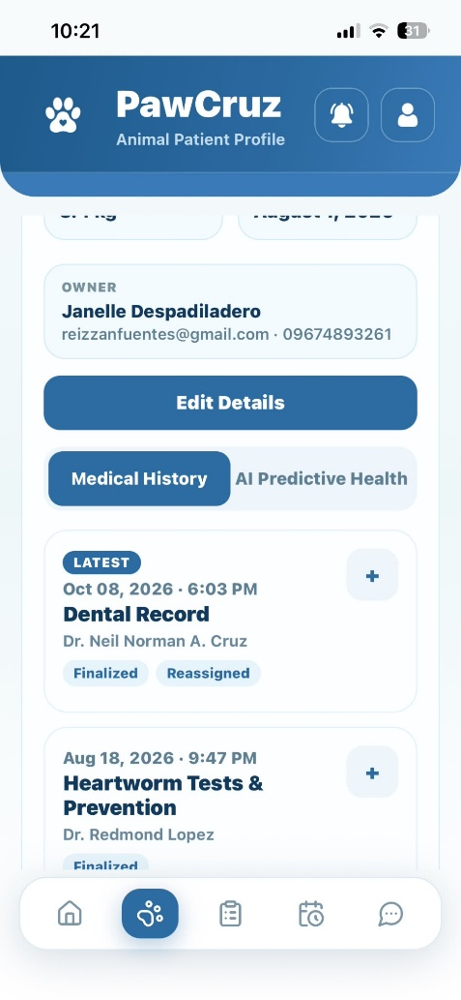 10:21
31
PawCruz
Animal Patient Profile
OWNER
Janelle Despadiladero
reizzanfuentes@gmail.com · 09674893261
Edit Details
Medical History
AI Predictive Health
LATEST
Oct 08, 2026 · 6:03 PM
+
Dental Record
Dr. Neil Norman A. Cruz
Finalized
Reassigned
Aug 18, 2026 · 9:47 PM
+
Heartworm Tests &
Prevention
Dr. Redmond Lopez
Finalized